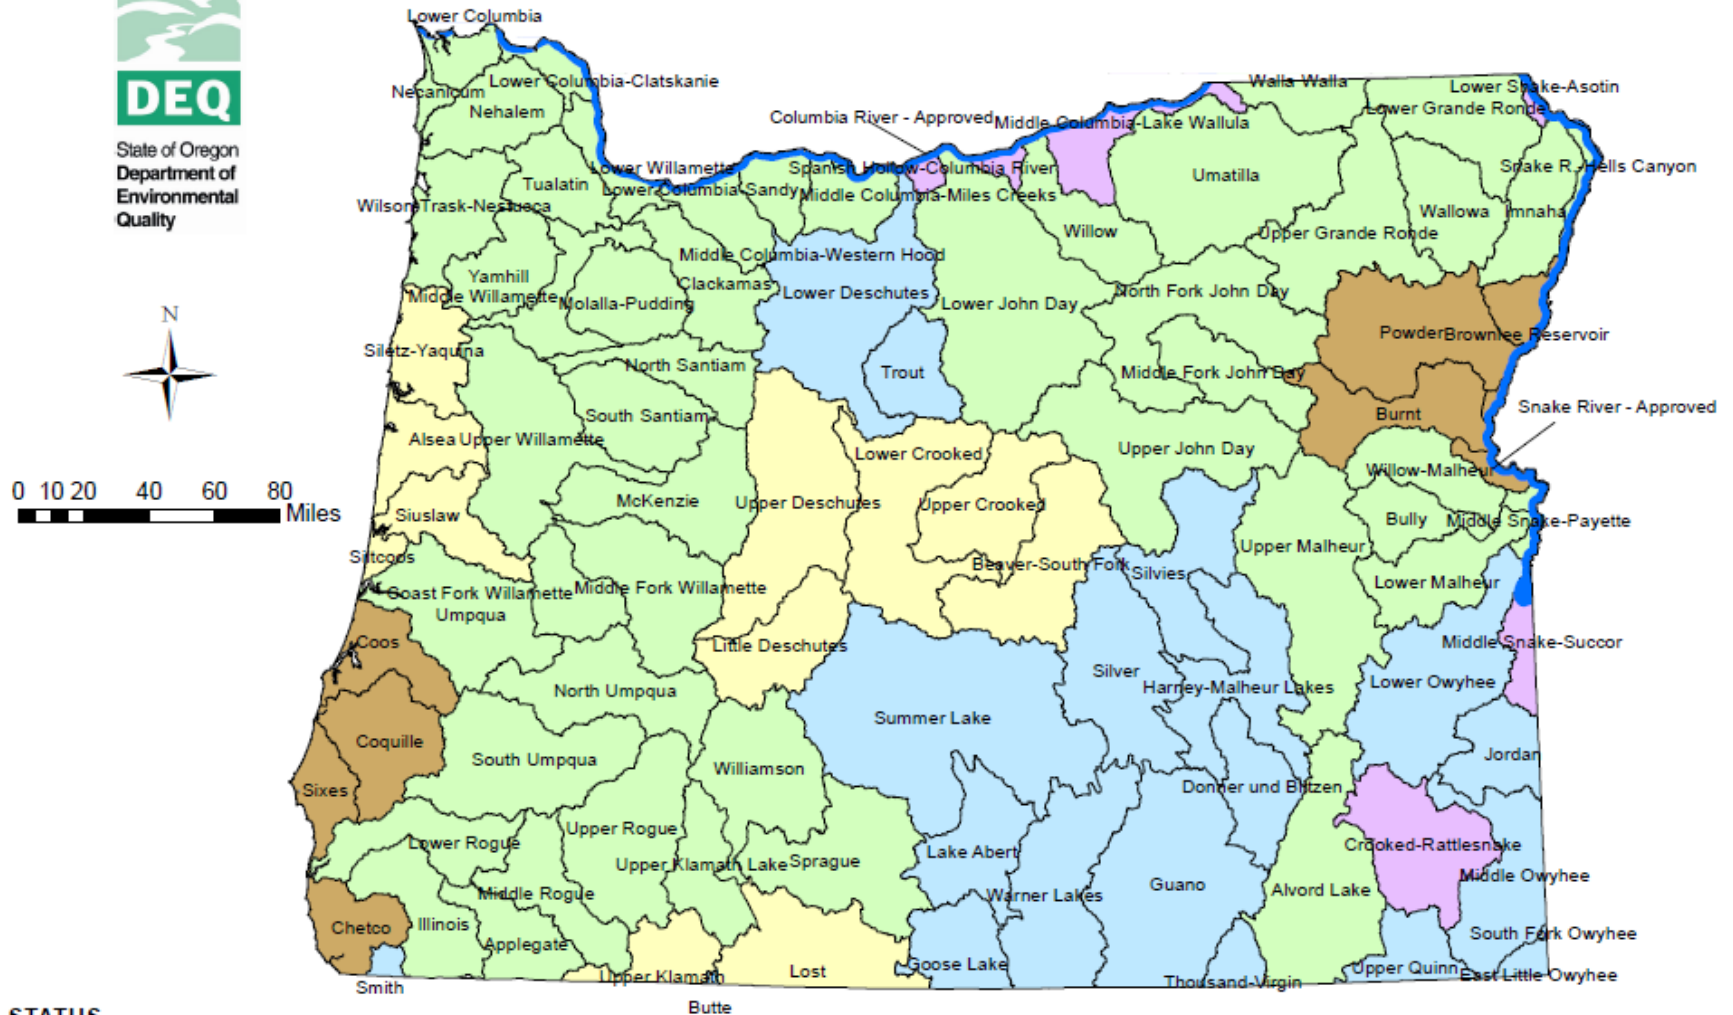 DEQ
State of Oregon
Department of
Environmental
Quality
N
0 10 20 40 60 80
Miles
Lower Columbia
Lower Columbia-Clatskanie
Necanicum
Nehalem
Walla Walla
Lower Snake-Asotin
Lower Grande Ronde
Columbia River - Approved
Middle Columbia-Lake Wallula
Lower Willamette
Spanish Hollow-Columbia River
Snake R.-Hells Canyon
Tualatin
Lower Columbia-Sandy
Middle Columbia-Miles Creeks
Umatilla
Wilson-Trask-Nestucca
Willow
Wallowa
Imnaha
Upper Grande Ronde
Middle Columbia-Western Hood
Yamhill
Clackamas
Middle Willamette
Molalla-Pudding
Lower Deschutes
Lower John Day
North Fork John Day
Powder
Brownlee Reservoir
Siletz-Yaquina
North Santiam
Trout
Middle Fork John Day
South Santiam
Burnt
Snake River - Approved
Alsea
Upper Willamette
Lower Crooked
Upper John Day
Willow-Malheur
McKenzie
Upper Deschutes
Upper Crooked
Siuslaw
Bully
Middle Snake-Payette
Siltcoos
Upper Malheur
Beaver-South Fork
Silvies
Coast Fork Willamette
Middle Fork Willamette
Lower Malheur
Umpqua
Coos
Little Deschutes
Middle Snake-Succor
Silver
Harney-Malheur Lakes
Lower Owyhee
North Umpqua
Summer Lake
Coquille
South Umpqua
Williamson
Jordan
Sixes
Donner und Blitzen
Upper Rogue
Lower Rogue
Upper Klamath Lake
Sprague
Lake Abert
Crooked-Rattlesnake
Middle Owyhee
Middle Rogue
Warner Lakes
Guano
Alvord Lake
Chetco
Illinois
Applegate
South Fork Owyhee
Upper Klamath
Lost
Goose Lake
Thousand-Virgin
Upper Quinn
East Little Owyhee
Smith
Butte
STATUS